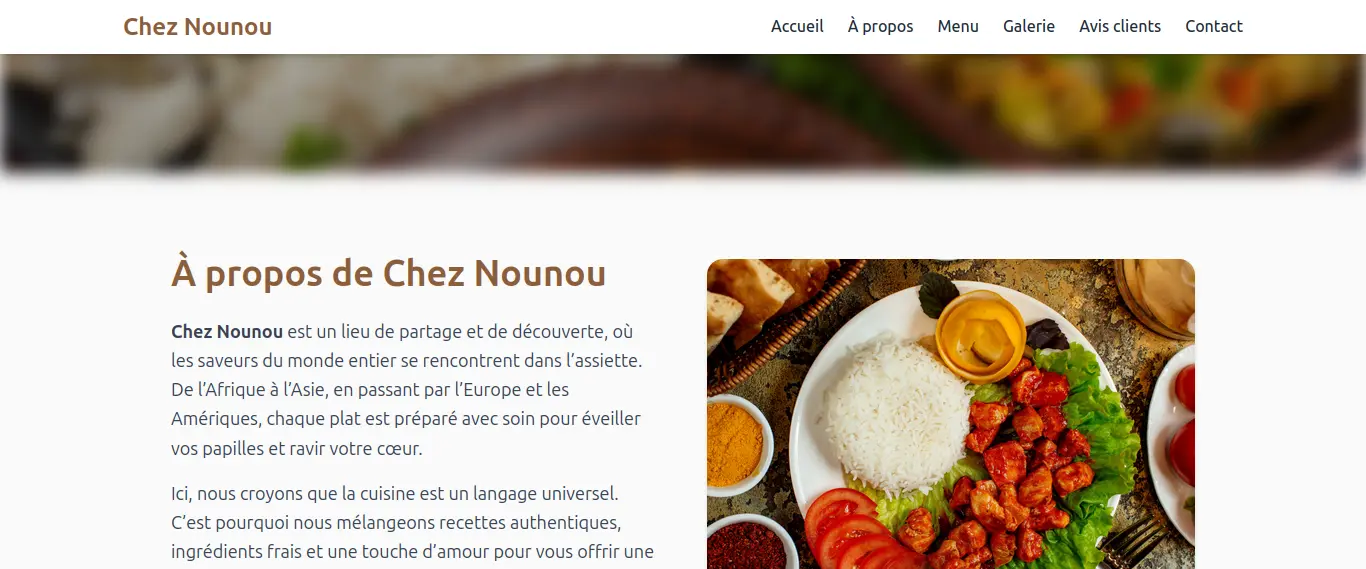 Chez Nounou
Accueil À propos Menu Galerie Avis clients Contact
À propos de Chez Nounou
Chez Nounou est un lieu de partage et de découverte, où
les saveurs du monde entier se rencontrent dans l’assiette.
De l’Afrique à l’Asie, en passant par l’Europe et les
Amériques, chaque plat est préparé avec soin pour éveiller
vos papilles et ravir votre cœur.
Ici, nous croyons que la cuisine est un langage universel.
C’est pourquoi nous mélangeons recettes authentiques,
ingrédients frais et une touche d’amour pour vous offrir une